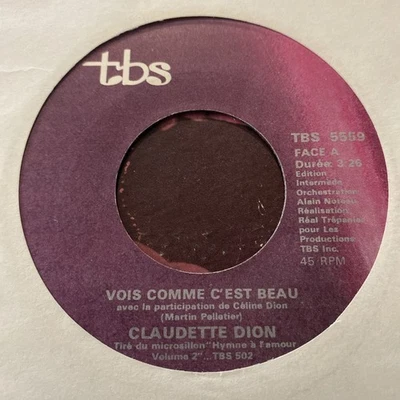 tbs
TBS 5559
FACE A
Durée: 3:26
Edition
Intermede
Orchestration:
Alain Noreau
Réalisation:
Réal Trépanier
pour Les
Productions
TBS Inc.
45 RPM
VOIS COMME C'EST BEAU
avec la participation de Céline Dion
(Martin Pelletier)
CLAUDETTE DION
Tiré du microsillon "Hymne à l'amour
Volume 2"...TBS 502